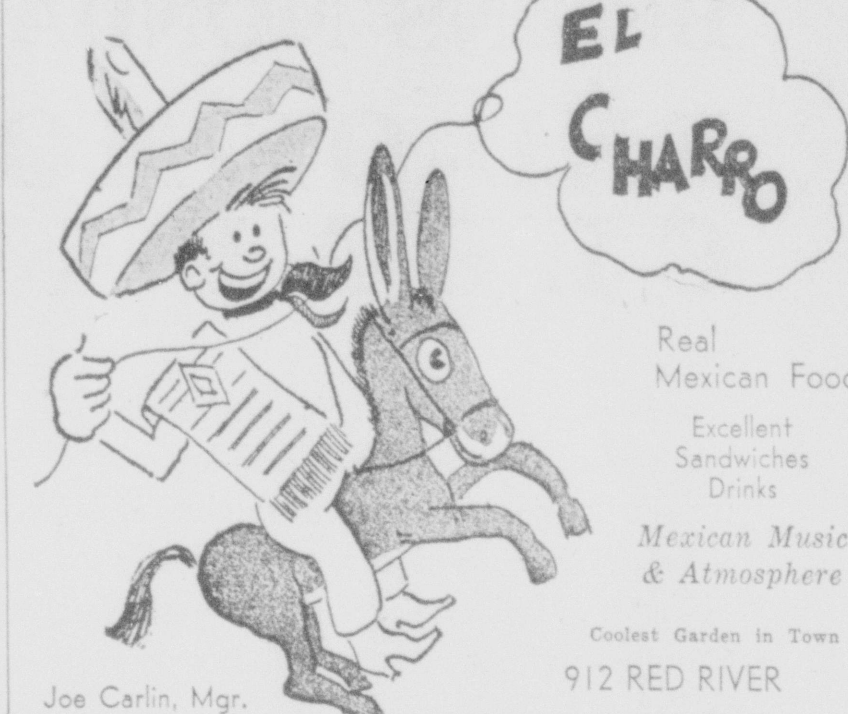 EL
CHARRO
Real
Mexican Food
Excellent
Sandwiches
Drinks
Mexican Music
& Atmosphere
Coolest Garden in Town
912 RED RIVER
Joe Carlin, Mgr.